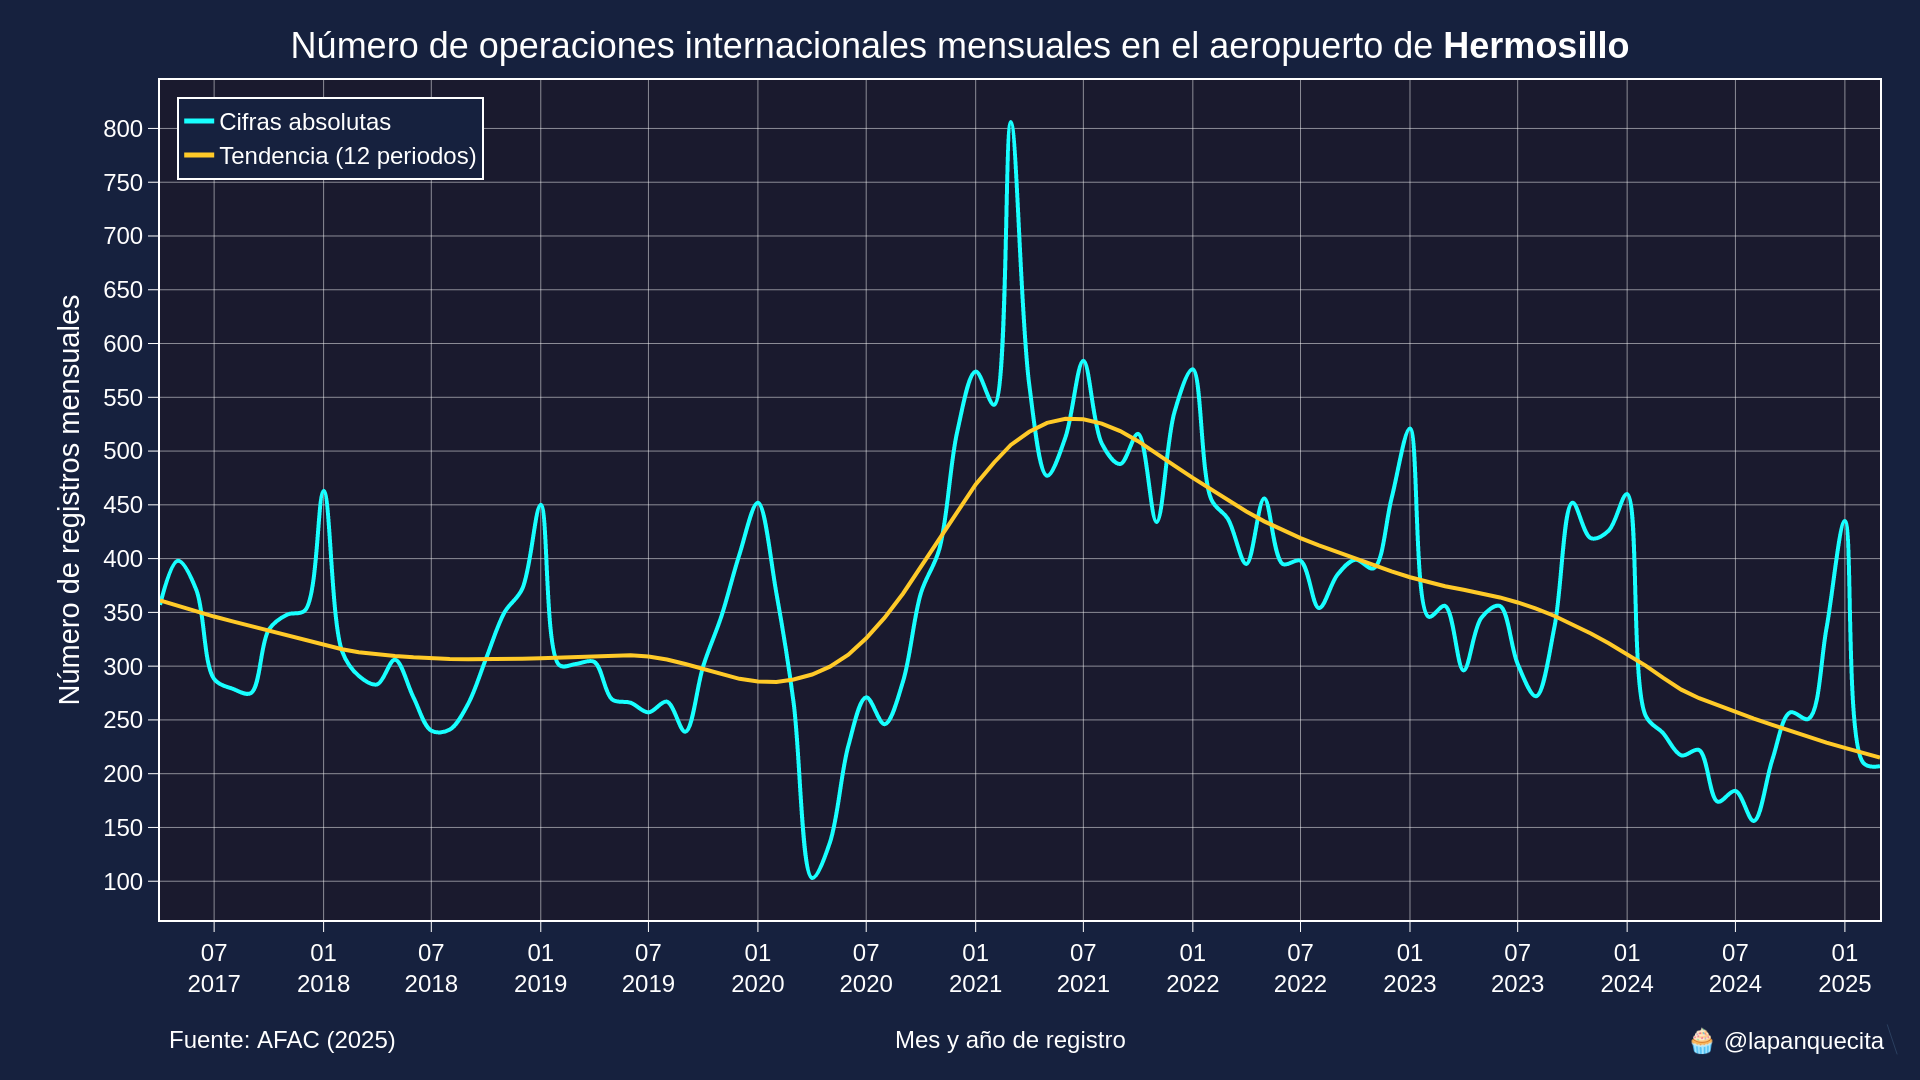 Número de operaciones internacionales mensuales en el aeropuerto de Hermosillo
Cifras absolutas
Tendencia (12 periodos)
Número de registros mensuales
800
750
700
650
600
550
500
450
400
350
300
250
200
150
100
07 01 07 01 07 01 07 01 07 01 07 01 07 01 07 01
2017 2018 2018 2019 2019 2020 2020 2021 2021 2022 2022 2023 2023 2024 2024 2025
Fuente: AFAC (2025)
Mes y año de registro
🧁 @lapanquecita